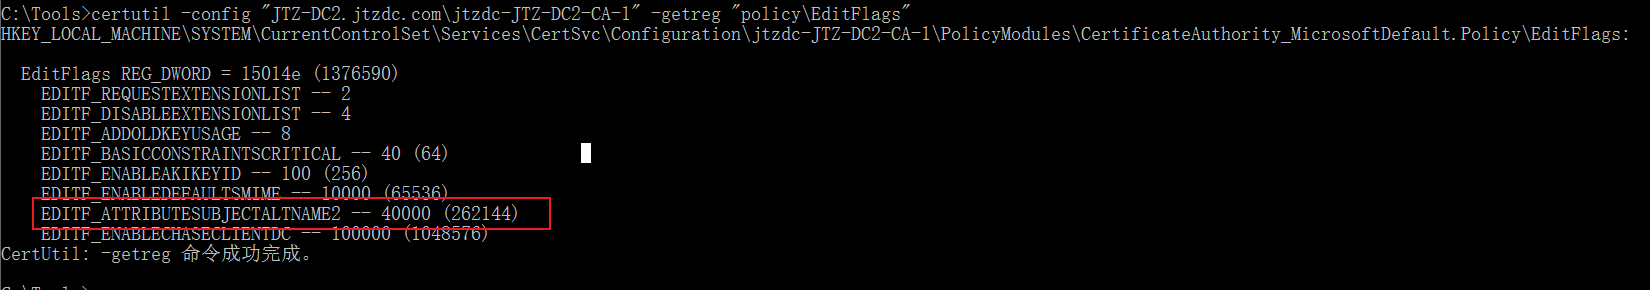 C:\Tools>certutil -config "JTZ-DC2.jtzdc.com\jtzdc-JTZ-DC2-CA-1" -getreg "policy\EditFlags"
HKEY_LOCAL_MACHINE\SYSTEM\CurrentControlSet\Services\CertSvc\Configuration\jtzdc-JTZ-DC2-CA-1\PolicyModules\CertificateAuthority_MicrosoftDefault.Policy\EditFlags:
EditFlags REG_DWORD = 15014e (1376590)
EDITF_REQUESTEXTENSIONLIST -- 2
EDITF_DISABLEEXTENSIONLIST -- 4
EDITF_ADDOLDKEYUSAGE -- 8
EDITF_BASICCONSTRAINTSCRITICAL -- 40 (64)
EDITF_ENABLEAKIKEYID -- 100 (256)
EDITF_ENABLEDEFAULTSMIME -- 10000 (65536)
EDITF_ATTRIBUTESUBJECTALTNAME2 -- 40000 (262144)
EDITF_ENABLECHASECLIENTDC -- 100000 (1048576)
CertUtil: -getreg 命令成功完成。
C:\Tools>